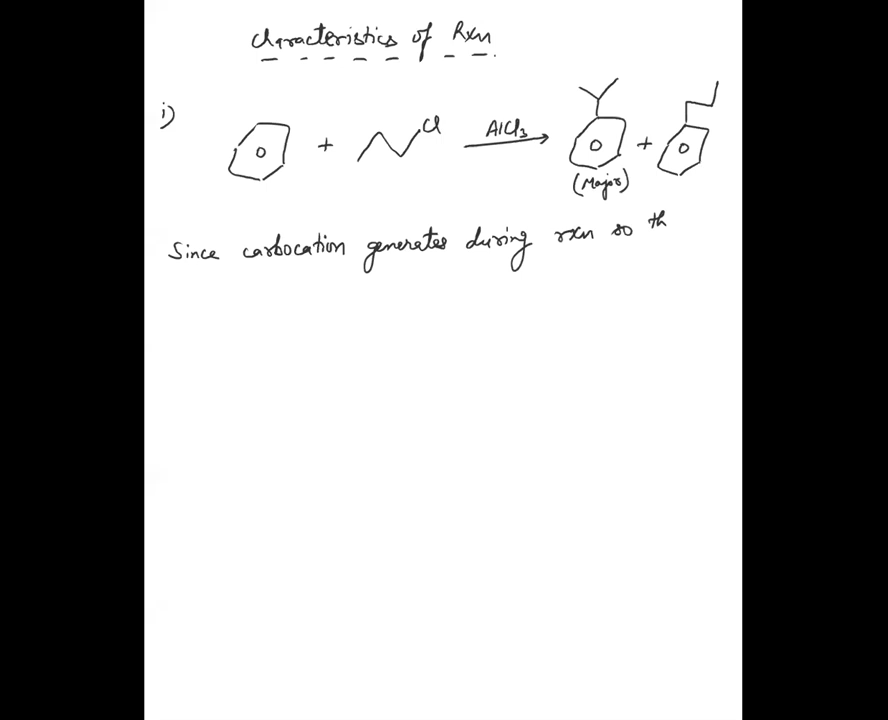 Characteristics of Rxn
i)
+ Cl AlCl3 +
(Major)
Since carbocation generates during rxn so th